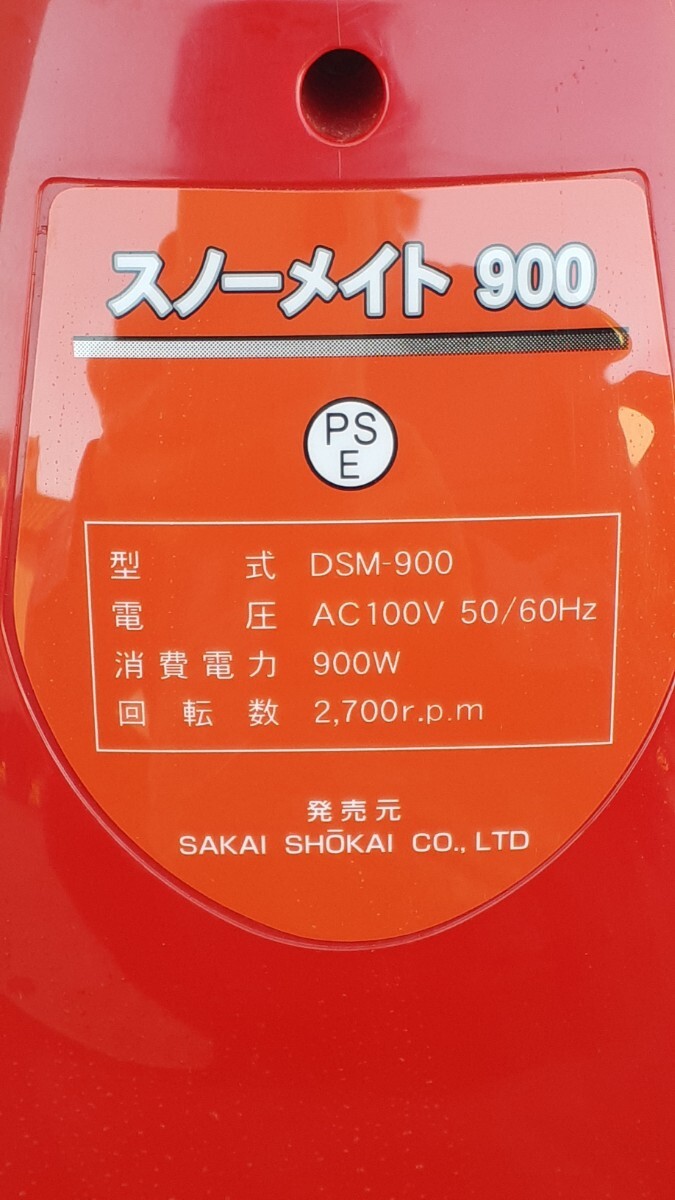 スノーメイト 900
PS
E
型式 DSM-900
電圧 AC100V 50/60Hz
消費電力 900W
回転数 2,700r.p.m
発売元
SAKAI SHŌKAI CO., LTD